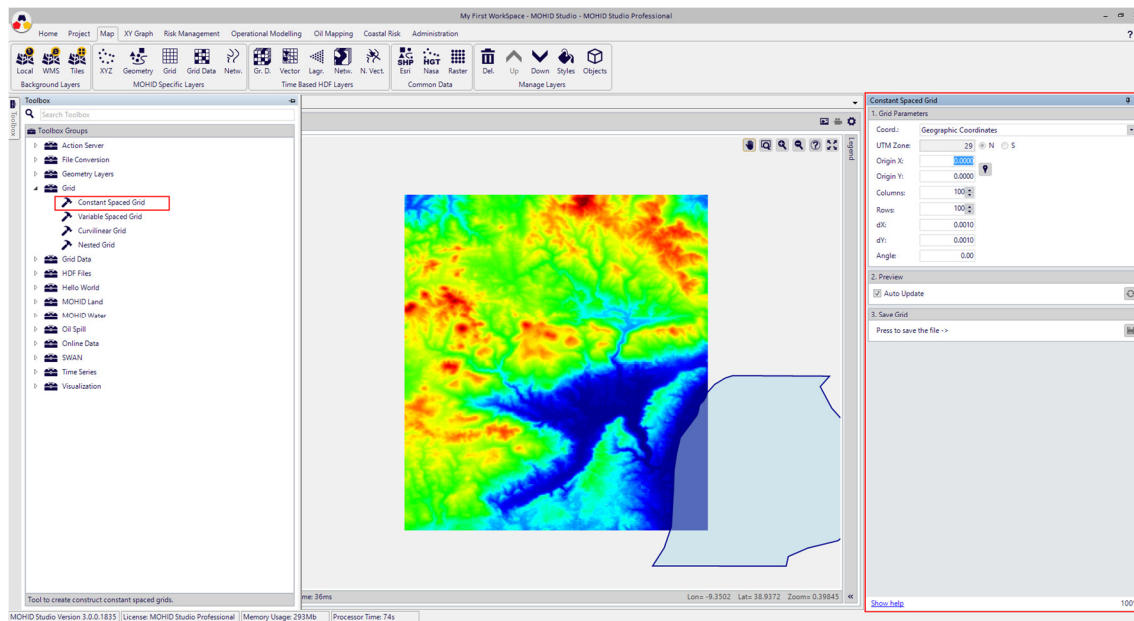 My First WorkSpace - MOHID Studio - MOHID Studio Professional
Home Project Map XY Graph Risk Management Operational Modelling Oil Mapping Coastal Risk Administration ?
SHP HGT
Local WMS Tiles XYZ Geometry Grid Grid Data Netw. Gr. D. Vector Lagr. Netw. N. Vect. Esri Nasa Raster Del. Up Down Styles Objects
Background Layers MOHID Specific Layers Time Based HDF Layers Common Data Manage Layers
Toolbox
Toolbox
Search Toolbox
Toolbox Groups
Action Server
File Conversion
Geometry Layers
Grid
Constant Spaced Grid
Variable Spaced Grid
Curvilinear Grid
Nested Grid
Grid Data
HDF Files
Hello World
MOHID Land
MOHID Water
Oil Spill
Online Data
SWAN
Time Series
Visualization
Tool to create construct constant spaced grids.
Legend
me: 36ms Lon= -9.3502 Lat= 38.9372 Zoom= 0.39845 «
Constant Spaced Grid
1. Grid Parameters
Coord.: Geographic Coordinates
UTM Zone: 29 N S
Origin X: 0.0000
Origin Y: 0.0000
Columns: 100
Rows: 100
dX: 0.0010
dY: 0.0010
Angle: 0.00
2. Preview
Auto Update
3. Save Grid
Press to save the file ->
Show help 100%
MOHID Studio Version 3.0.0.1835 License: MOHID Studio Professional Memory Usage: 293Mb Processor Time: 74s